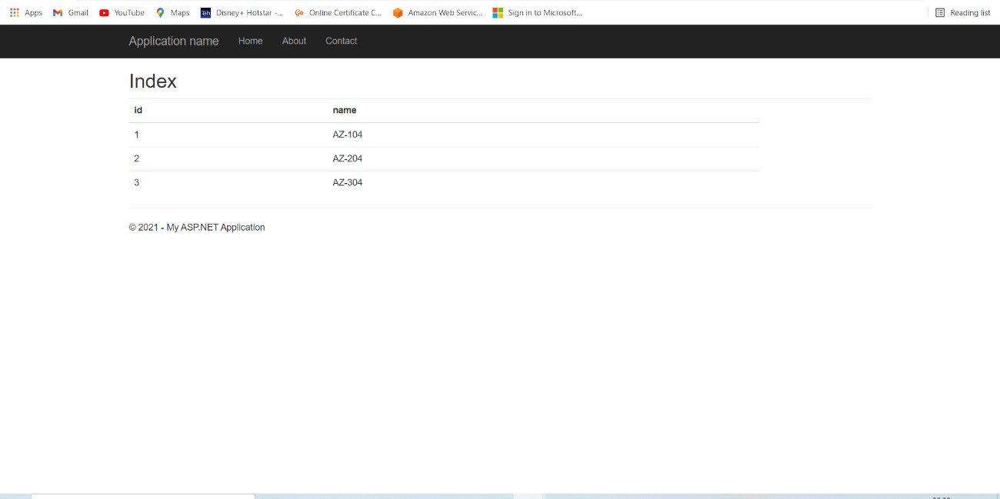 Apps Gmail YouTube Maps Disney+ Hotstar -... Online Certificate C... Amazon Web Servic... Sign in to Microsoft... Reading list
Application name Home About Contact
Index
id name
1 AZ-104
2 AZ-204
3 AZ-304
© 2021 - My ASP.NET Application